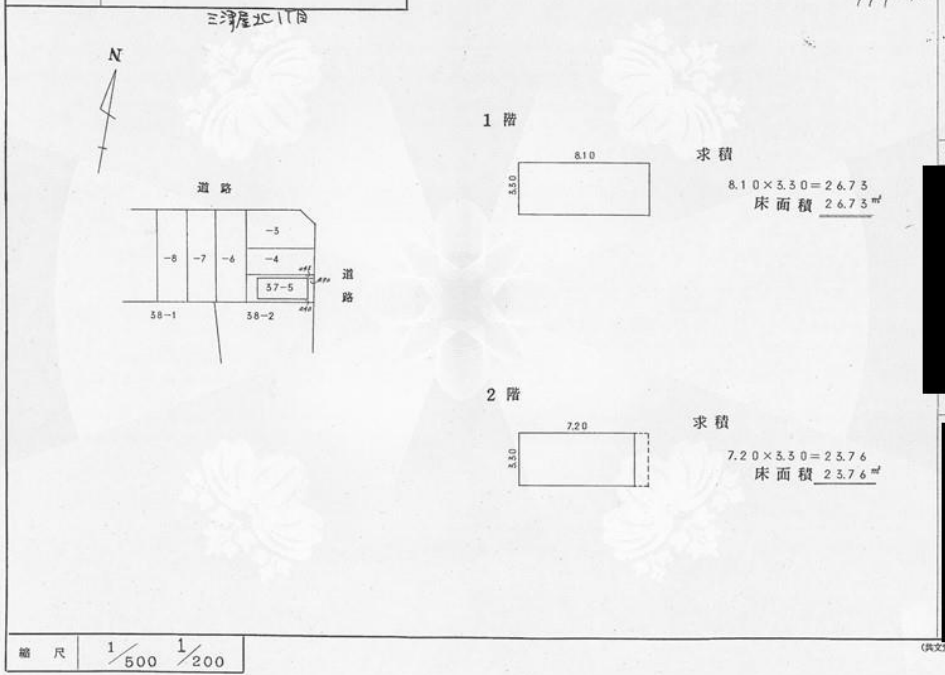 三津屋北1丁目
N
1 階
8.10
3.30
求 積
8.10×3.30=26.73
床 面 積 26.73㎡
道 路
-3
-8 -7 -6 -4
道
路
37-5
38-1 38-2
2 階
7.20
3.30
求 積
7.20×3.30=23.76
床 面 積 23.76㎡
縮 尺 1/500 1/200